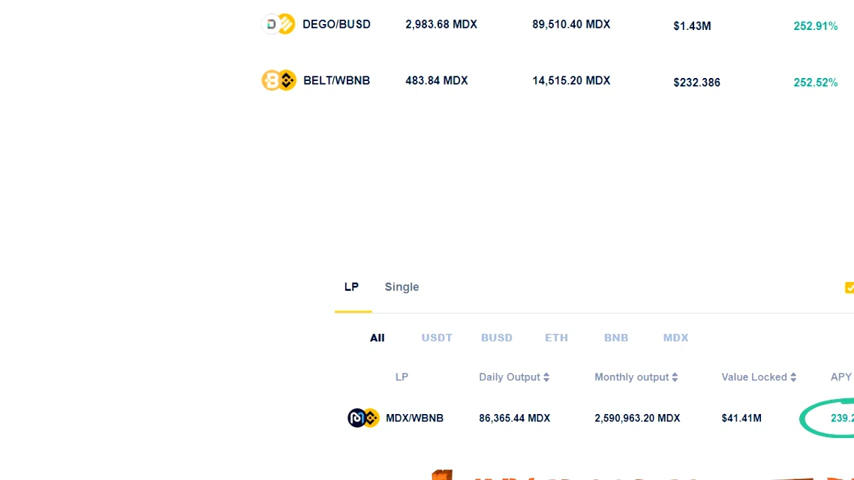 DEGO/BUSD 2,983.68 MDX 89,510.40 MDX $1.43M 252.91%
BELT/WBNB 483.84 MDX 14,515.20 MDX $232.386 252.52%
LP Single
All USDT BUSD ETH BNB MDX
LP Daily Output Monthly output Value Locked APY
MDX/WBNB 86,365.44 MDX 2,590,963.20 MDX $41.41M 239.2